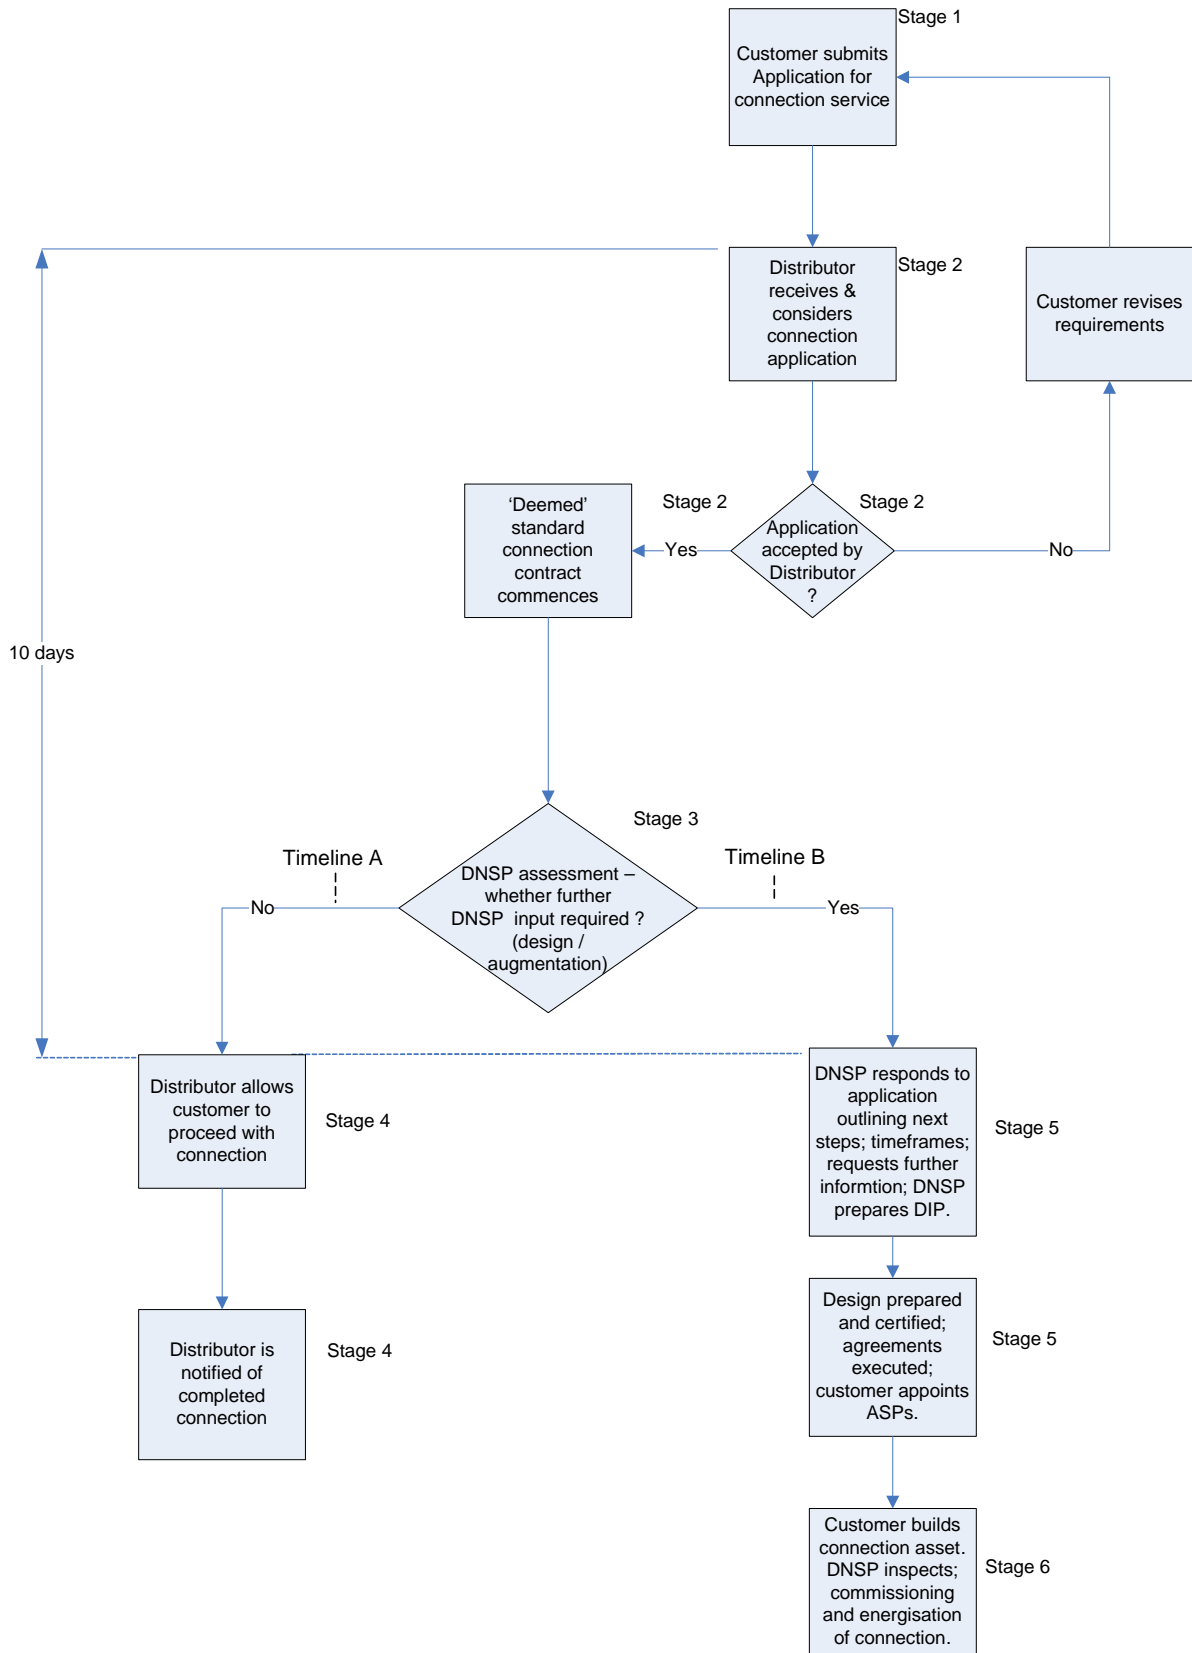 Stage 1
Customer submits
Application for
connection service
Stage 2
Distributor
receives &
considers
connection
application
Customer revises
requirements
Stage 2
Stage 2
‘Deemed’
standard
connection
contract
commences
Yes
Application
accepted by
Distributor
?
No
10 days
Stage 3
Timeline A
Timeline B
DNSP assessment –
whether further
DNSP input required ?
(design /
augmentation)
No
Yes
Distributor allows
customer to
proceed with
connection
Stage 4
DNSP responds to
application
outlining next
steps; timeframes;
requests further
informtion; DNSP
prepares DIP.
Stage 5
Distributor is
notified of
completed
connection
Stage 4
Design prepared
and certified;
agreements
executed;
customer appoints
ASPs.
Stage 5
Customer builds
connection asset.
DNSP inspects;
commissioning
and energisation
of connection.
Stage 6